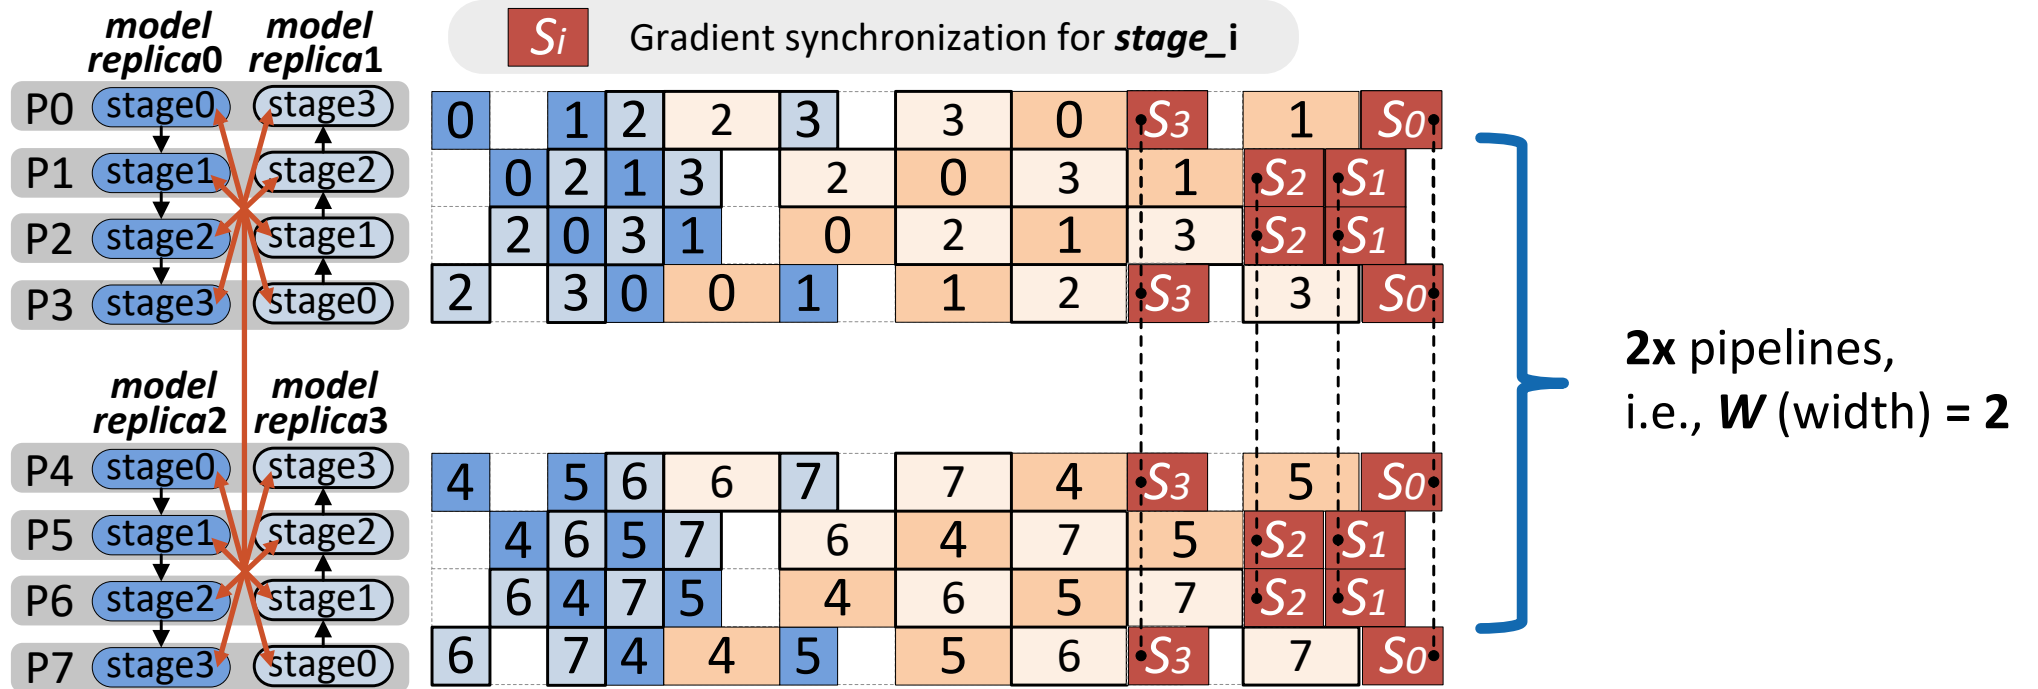 model replica0
model replica1
Si Gradient synchronization for stage_i
P0 stage0 stage3 0 1 2 2 3 3 0 S3 1 S0
P1 stage1 stage2 0 2 1 3 2 0 3 1 S2 S1
P2 stage2 stage1 2 0 3 1 0 2 1 3 S2 S1
P3 stage3 stage0 2 3 0 0 1 1 2 S3 3 S0
2x pipelines,
i.e., W (width) = 2
model replica2
model replica3
P4 stage0 stage3 4 5 6 6 7 7 4 S3 5 S0
P5 stage1 stage2 4 6 5 7 6 4 7 5 S2 S1
P6 stage2 stage1 6 4 7 5 4 6 5 7 S2 S1
P7 stage3 stage0 6 7 4 4 5 5 6 S3 7 S0